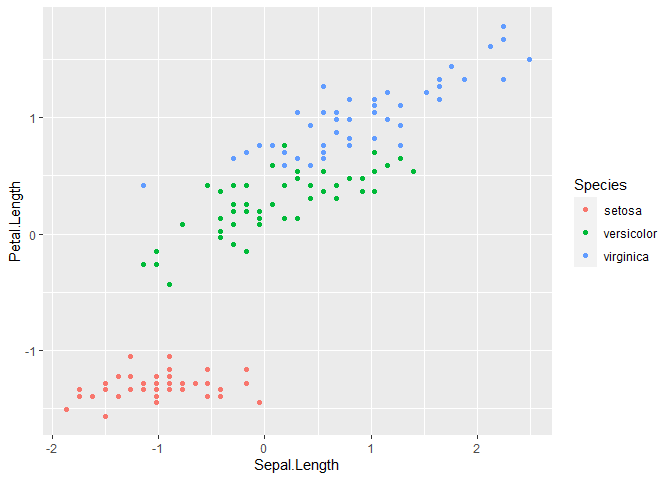 1
0
-1
-2
-1
0
1
2
Petal.Length
Sepal.Length
Species
setosa
versicolor
virginica